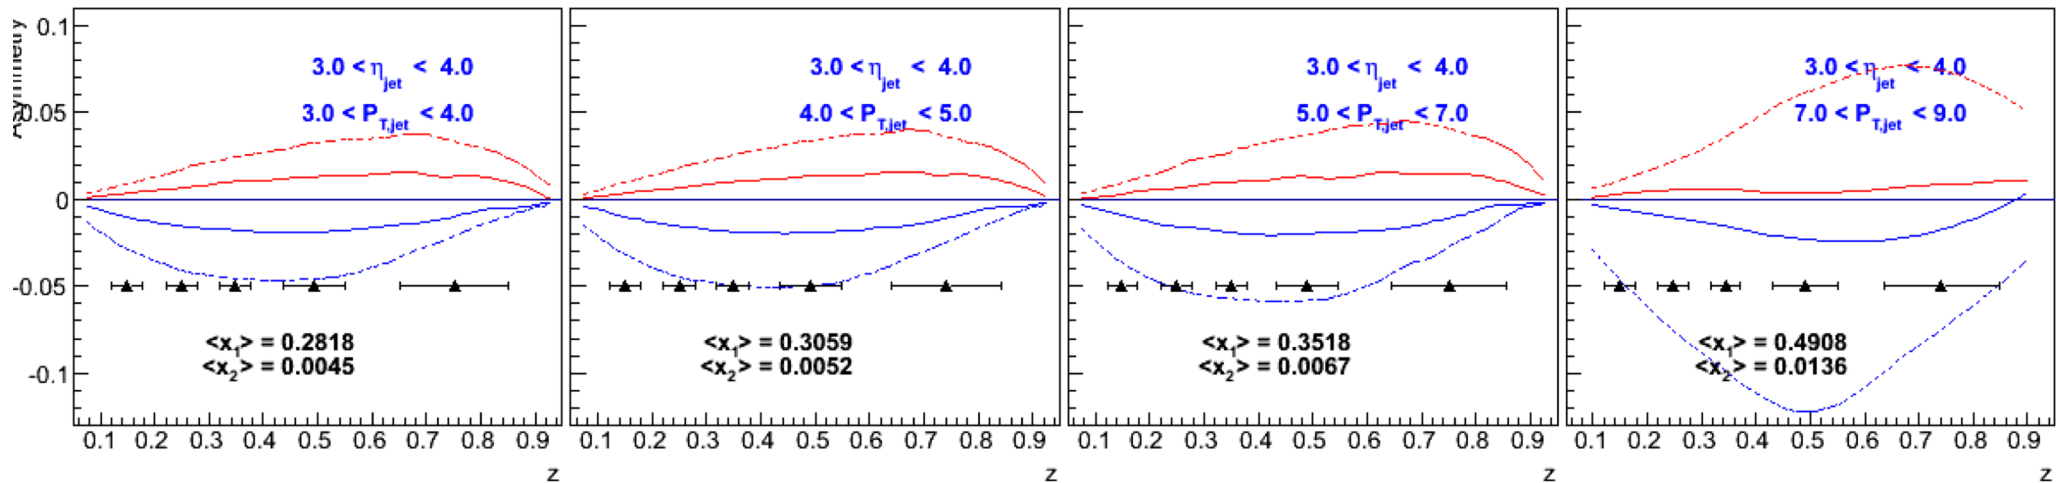 Asymmetry
0.1
0.05
0
-0.05
-0.1
3.0 < η_jet < 4.0
3.0 < P_T,jet < 4.0
<x_1> = 0.2818
<x_2> = 0.0045
0.1 0.2 0.3 0.4 0.5 0.6 0.7 0.8 0.9
z
3.0 < η_jet < 4.0
4.0 < P_T,jet < 5.0
<x_1> = 0.3059
<x_2> = 0.0052
0.1 0.2 0.3 0.4 0.5 0.6 0.7 0.8 0.9
z
3.0 < η_jet < 4.0
5.0 < P_T,jet < 7.0
<x_1> = 0.3518
<x_2> = 0.0067
0.1 0.2 0.3 0.4 0.5 0.6 0.7 0.8 0.9
z
3.0 < η_jet < 4.0
7.0 < P_T,jet < 9.0
<x_1> = 0.4908
<x_2> = 0.0136
0.1 0.2 0.3 0.4 0.5 0.6 0.7 0.8 0.9
z